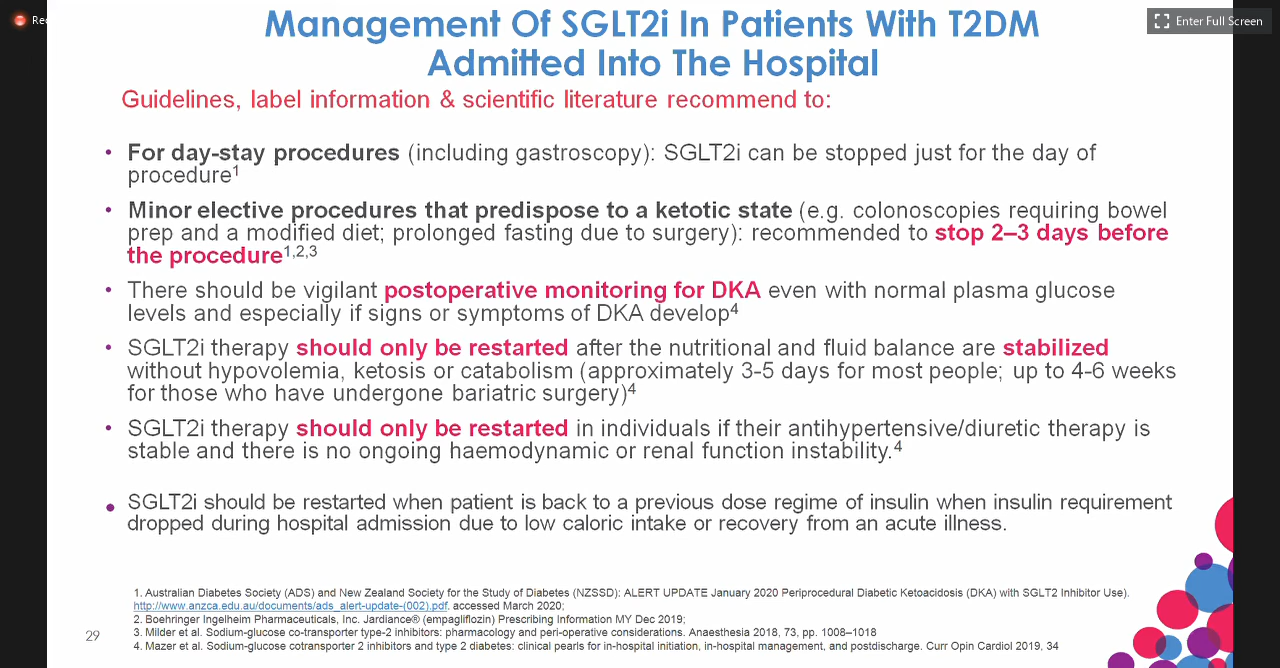 Rec
Enter Full Screen
Management Of SGLT2i In Patients With T2DM
Admitted Into The Hospital
Guidelines, label information & scientific literature recommend to:
• For day-stay procedures (including gastroscopy): SGLT2i can be stopped just for the day of
procedure1
• Minor elective procedures that predispose to a ketotic state (e.g. colonoscopies requiring bowel
prep and a modified diet; prolonged fasting due to surgery): recommended to stop 2–3 days before
the procedure1,2,3
• There should be vigilant postoperative monitoring for DKA even with normal plasma glucose
levels and especially if signs or symptoms of DKA develop4
• SGLT2i therapy should only be restarted after the nutritional and fluid balance are stabilized
without hypovolemia, ketosis or catabolism (approximately 3-5 days for most people; up to 4-6 weeks
for those who have undergone bariatric surgery)4
• SGLT2i therapy should only be restarted in individuals if their antihypertensive/diuretic therapy is
stable and there is no ongoing haemodynamic or renal function instability.4
• SGLT2i should be restarted when patient is back to a previous dose regime of insulin when insulin requirement
dropped during hospital admission due to low caloric intake or recovery from an acute illness.
1. Australian Diabetes Society (ADS) and New Zealand Society for the Study of Diabetes (NZSSD): ALERT UPDATE January 2020 Periprocedural Diabetic Ketoacidosis (DKA) with SGLT2 Inhibitor Use).
http://www.anzca.edu.au/documents/ads_alert-update-(002).pdf. accessed March 2020;
2. Boehringer Ingelheim Pharmaceuticals, Inc. Jardiance® (empagliflozin) Prescribing Information MY Dec 2019;
3. Milder et al. Sodium-glucose co-transporter type-2 inhibitors: pharmacology and peri-operative considerations. Anaesthesia 2018, 73, pp. 1008–1018
4. Mazer et al. Sodium-glucose cotransporter 2 inhibitors and type 2 diabetes: clinical pearls for in-hospital initiation, in-hospital management, and postdischarge. Curr Opin Cardiol 2019, 34
29